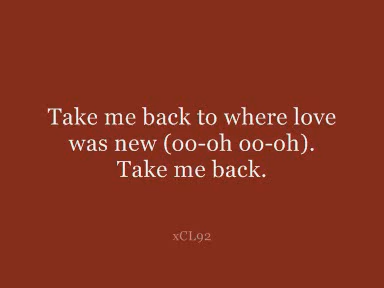 Take me back to where love
was new (oo-oh oo-oh).
Take me back.
xCL92